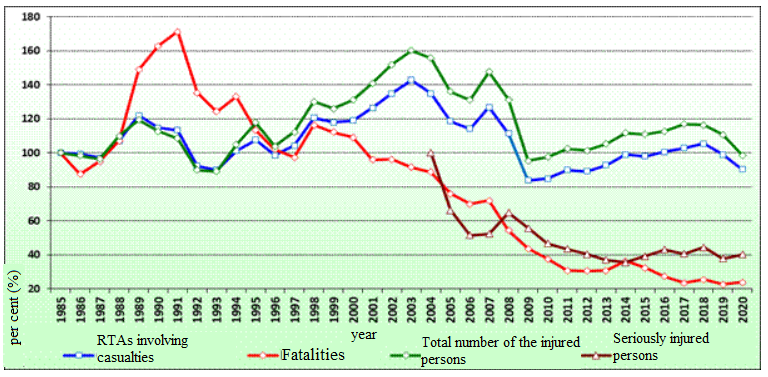 180
160
140
120
100
80
60
40
20
per cent (%)
1985 1986 1987 1988 1989 1990 1991 1992 1993 1994 1995 1996 1997 1998 1999 2000 2001 2002 2003 2004 2005 2006 2007 2008 2009 2010 2011 2012 2013 2014 2015 2016 2017 2018 2019 2020
year
RTAs involving
casualties
Fatalities
Total number of the injured
persons
Seriously injured
persons